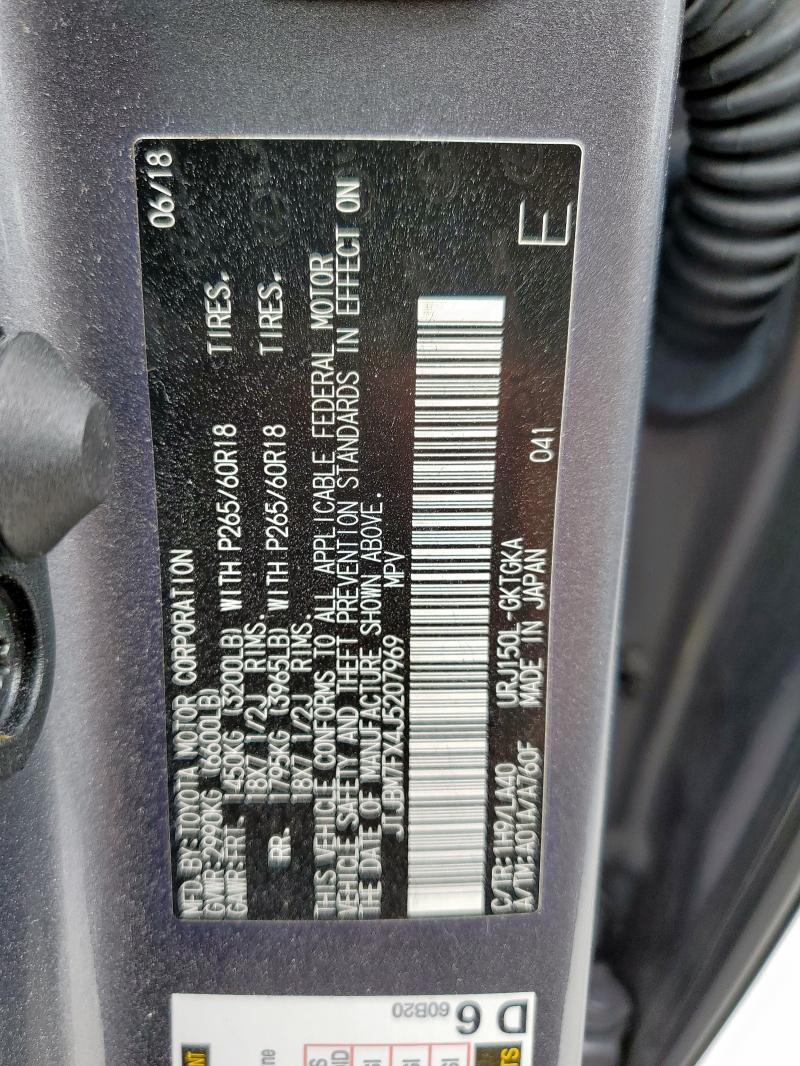 06/18
MFD BY:TOYOTA MOTOR CORPORATION
GVWR:2990KG (6600LB)
GAWR:FRT. 1450KG (3200LB) WITH P265/60R18 TIRES.
18X7 1/2J RIMS.
RR. 1795KG (3965LB) WITH P265/60R18 TIRES.
18X7 1/2J RIMS.
THIS VEHICLE CONFORMS TO ALL APPLICABLE FEDERAL MOTOR
VEHICLE SAFETY AND THEFT PREVENTION STANDARDS IN EFFECT ON
THE DATE OF MANUFACTURE SHOWN ABOVE.
JTJBM7FX4J5207969 MPV
C/TR:1H9/LA40 URJ150L-GKTGKA 041
A/TM:A01A/A760F MADE IN JAPAN
E
D 6
60B20